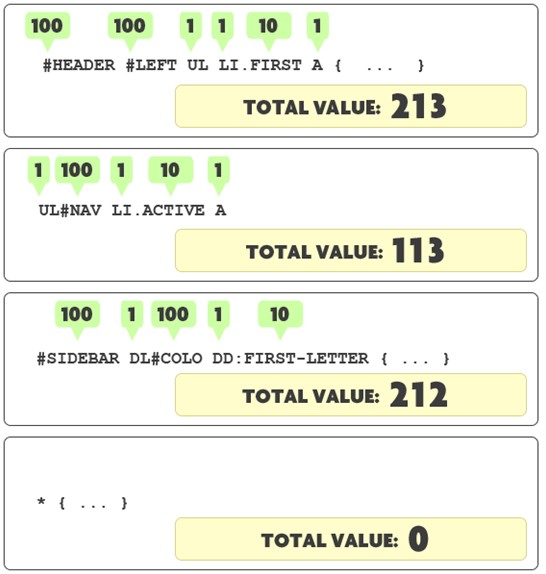 100 100 1 1 10 1
#HEADER #LEFT UL LI.FIRST A { ... }
TOTAL VALUE: 213
1 100 1 10 1
UL#NAV LI.ACTIVE A
TOTAL VALUE: 113
100 1 100 1 10
#SIDEBAR DL#COLO DD:FIRST-LETTER { ... }
TOTAL VALUE: 212
* { ... }
TOTAL VALUE: 0